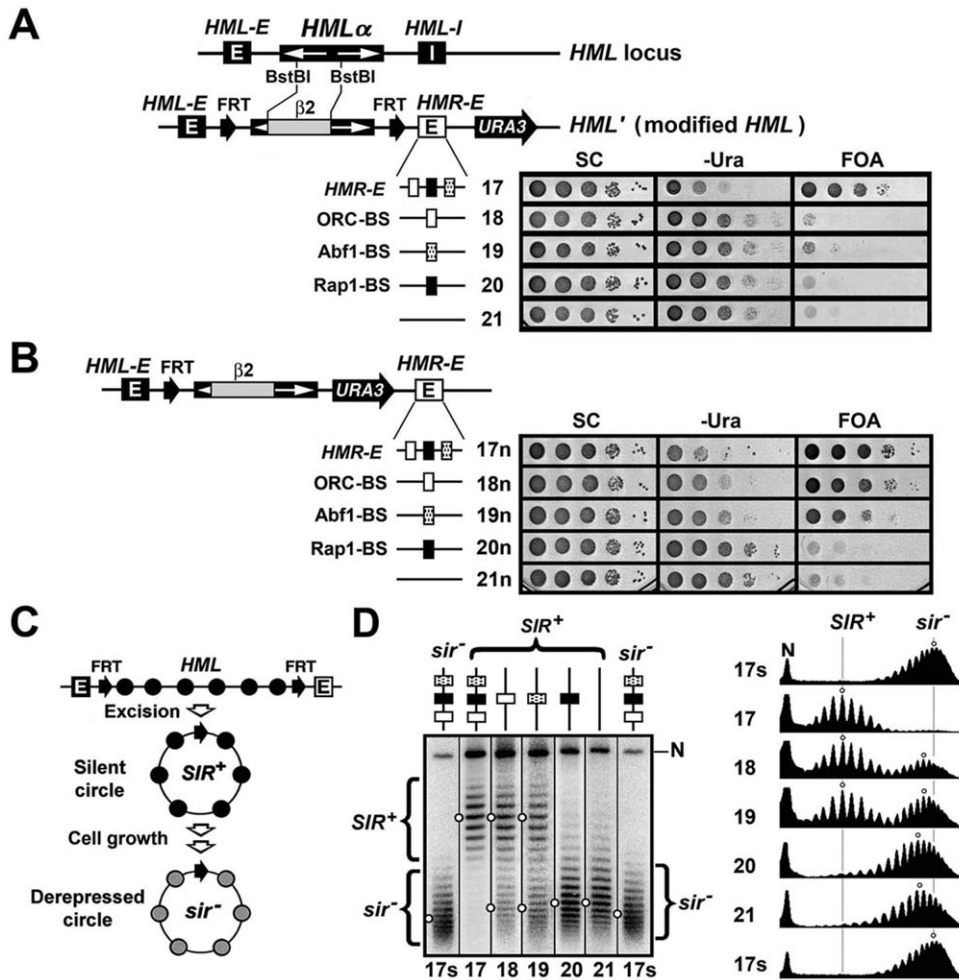 A
HML-E HMLα HML-I
E I HML locus
BstBI BstBI
HML-E FRT β2 FRT HMR-E
E E URA3 HML' (modified HML)
SC -Ura FOA
HMR-E 17
ORC-BS 18
Abf1-BS 19
Rap1-BS 20
21
B
HML-E FRT β2 HMR-E
E URA3 E
SC -Ura FOA
HMR-E 17n
ORC-BS 18n
Abf1-BS 19n
Rap1-BS 20n
21n
C
FRT HML FRT
E E
Excision
Silent circle
SIR+
Cell growth
Derepressed circle
sir-
D
SIR+
sir- sir-
N
SIR+
sir- sir-
17s 17 18 19 20 21 17s
SIR+ sir-
N
17s
17
18
19
20
21
17s